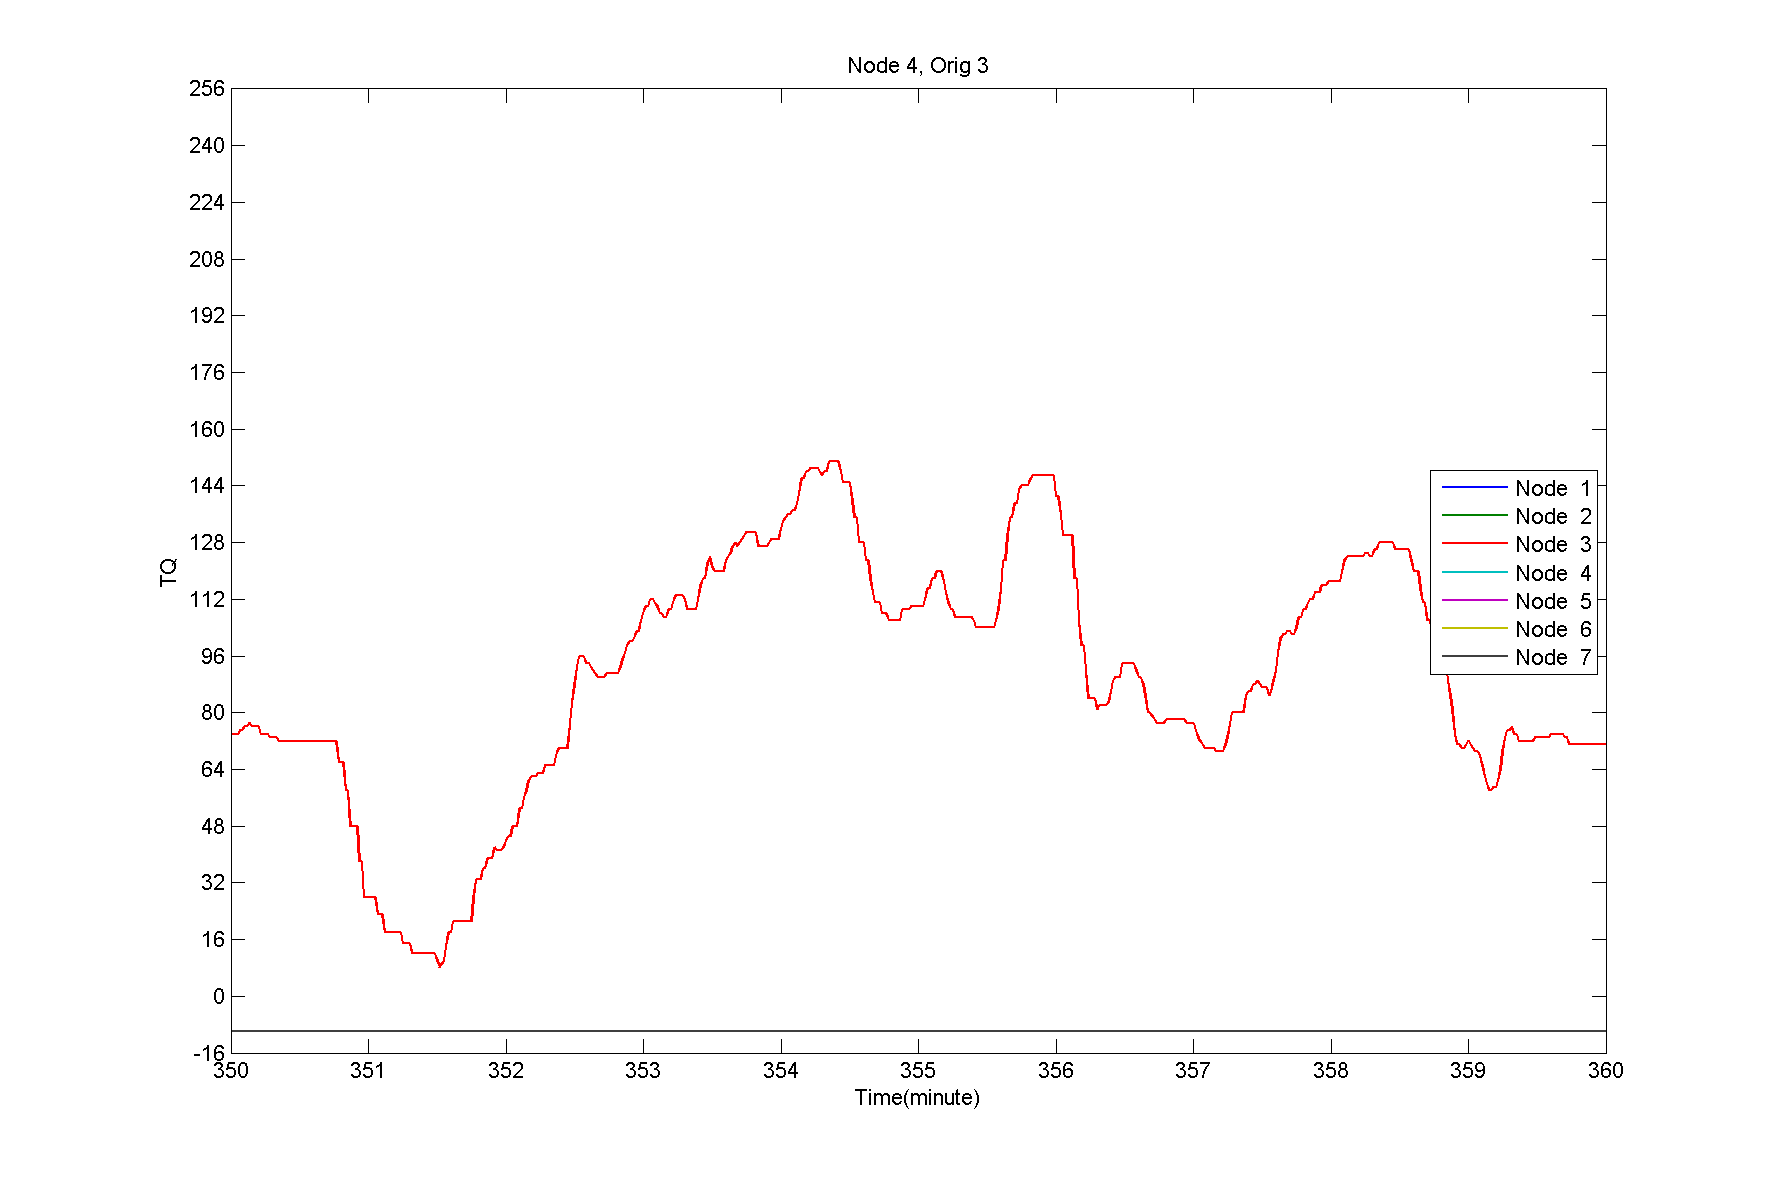 Node 4, Orig 3
256
240
224
208
192
176
160
144
128
112
96
80
64
48
32
16
0
-16
TQ
Node 1
Node 2
Node 3
Node 4
Node 5
Node 6
Node 7
350 351 352 353 354 355 356 357 358 359 360
Time(minute)